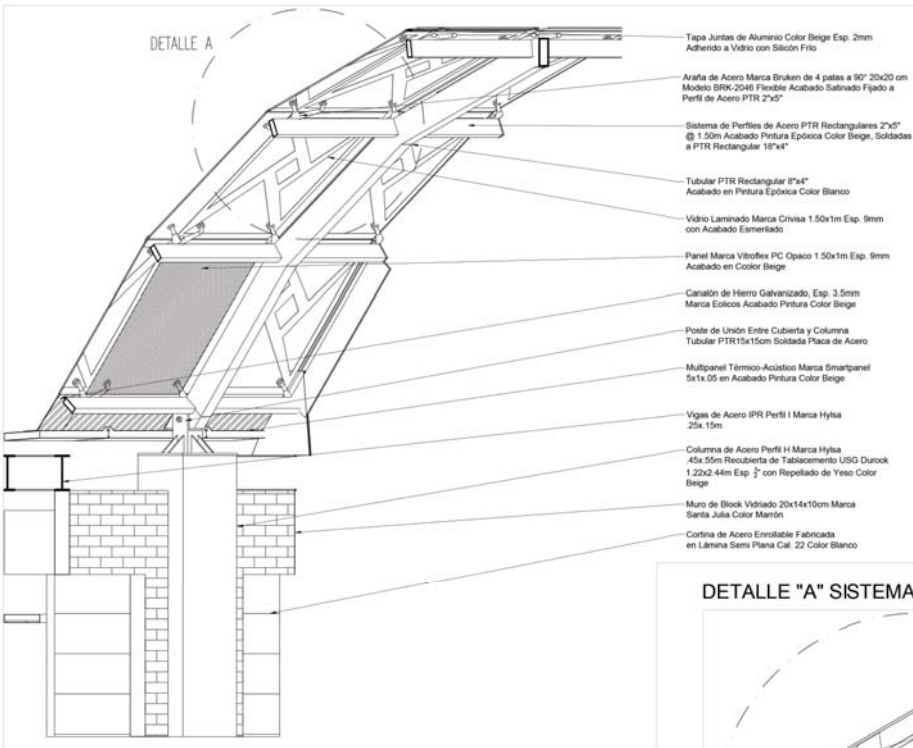 DETALLE A
Tapa Juntas de Aluminio Color Beige Esp. 2mm
Adherido a Vidrio con Silicón Frío
Araña de Acero Marca Bruken de 4 patas a 90° 20x20 cm
Modelo BRK-2046 Flexible Acabado Satinado Fijado a
Perfil de Acero PTR 2"x5"
Sistema de Perfiles de Acero PTR Rectangulares 2"x5"
@ 1.50m Acabado Pintura Epóxica Color Beige, Soldadas
a PTR Rectangular 18"x4"
Tubular PTR Rectangular 8"x4"
Acabado en Pintura Epóxica Color Blanco
Vidrio Laminado Marca Crivisa 1.50x1m Esp. 9mm
con Acabado Esmerilado
Panel Marca Vitroflex PC Opaco 1.50x1m Esp. 9mm
Acabado en Ccolor Beige
Canalón de Hierro Galvanizado, Esp. 3.5mm
Marca Eolicos Acabado Pintura Color Beige
Poste de Unión Entre Cubierta y Columna
Tubular PTR15x15cm Soldada Placa de Acero
Multipanel Térmico-Acústico Marca Smartpanel
5x1x.05 en Acabado Pintura Color Beige
Vigas de Acero IPR Perfil I Marca Hylsa
.25x.15m
Columna de Acero Perfil H Marca Hylsa
.45x.55m Recubierta de Tablacemento USG Durock
1.22x2.44m Esp con Repellado de Yeso Color
Beige
Muro de Block Vidriado 20x14x10cm Marca
Santa Julia Color Marrón
Cortina de Acero Enrollable Fabricada
en Lámina Semi Plana Cal. 22 Color Blanco
DETALLE "A" SISTEMA